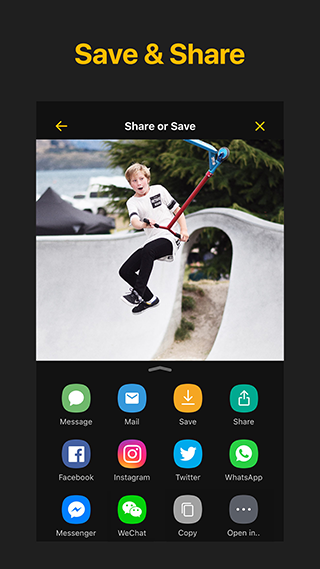 Save & Share
Share or Save
Message Mail Save Share
Facebook Instagram Twitter WhatsApp
Messenger WeChat Copy Open in..